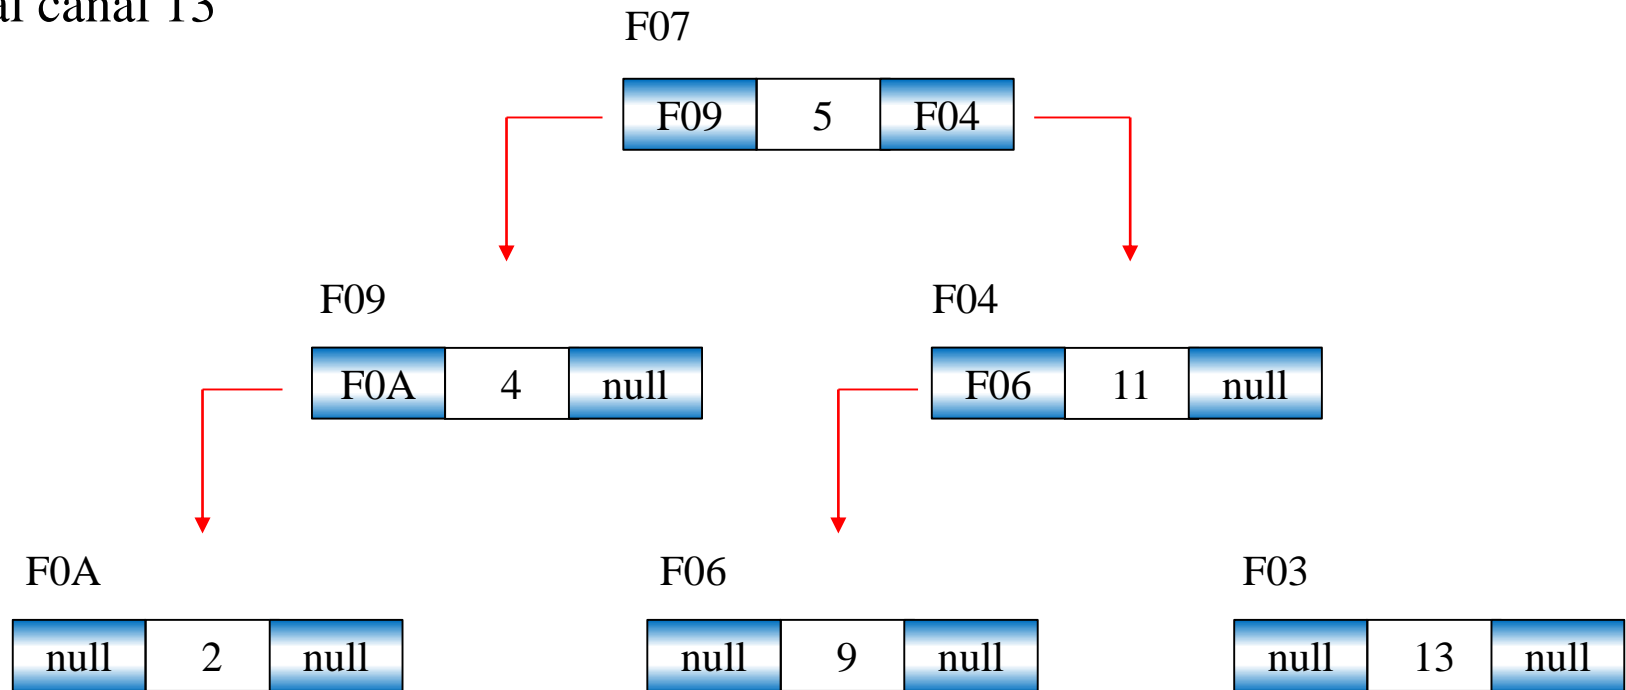 al canal 13
F07
F09 5 F04
F09 F04
F0A 4 null F06 11 null
F0A F06 F03
null 2 null null 9 null null 13 null